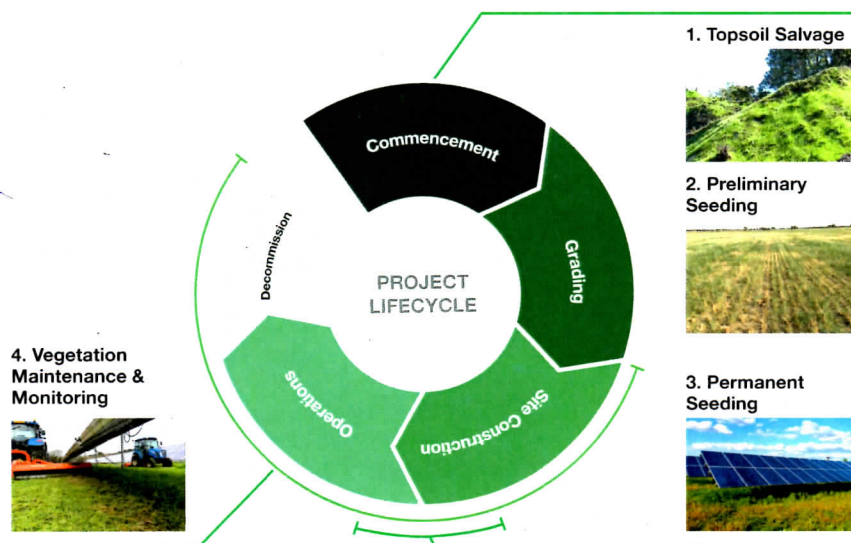 1. Topsoil Salvage
Commencement
2. Preliminary
Seeding
Grading
Decommission
PROJECT
LIFECYCLE
4. Vegetation
Maintenance &
Monitoring
3. Permanent
Seeding
Operations
Site Construction